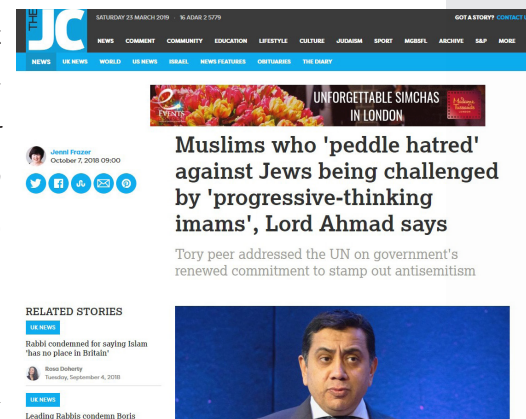 THE JC
SATURDAY 23 MARCH 2019 16 ADAR 2 5779
GOT A STORY? CONTACT
NEWS COMMENT COMMUNITY EDUCATION LIFESTYLE CULTURE JUDAISM SPORT MGBSFL ARCHIVE S&P MORE
NEWS UK NEWS WORLD US NEWS ISRAEL NEWS FEATURES OBITUARIES THE DIARY
EVENTS
UNFORGETTABLE SIMCHAS
IN LONDON
Jenni Frazer
October 7, 2018 09:00
Muslims who 'peddle hatred'
against Jews being challenged
by 'progressive-thinking
imams', Lord Ahmad says
Tory peer addressed the UN on government's
renewed commitment to stamp out antisemitism
RELATED STORIES
UK NEWS
Rabbi condemned for saying Islam
'has no place in Britain'
Rosa Doherty
Tuesday, September 4, 2018
UK NEWS
Leading Rabbis condemn Boris